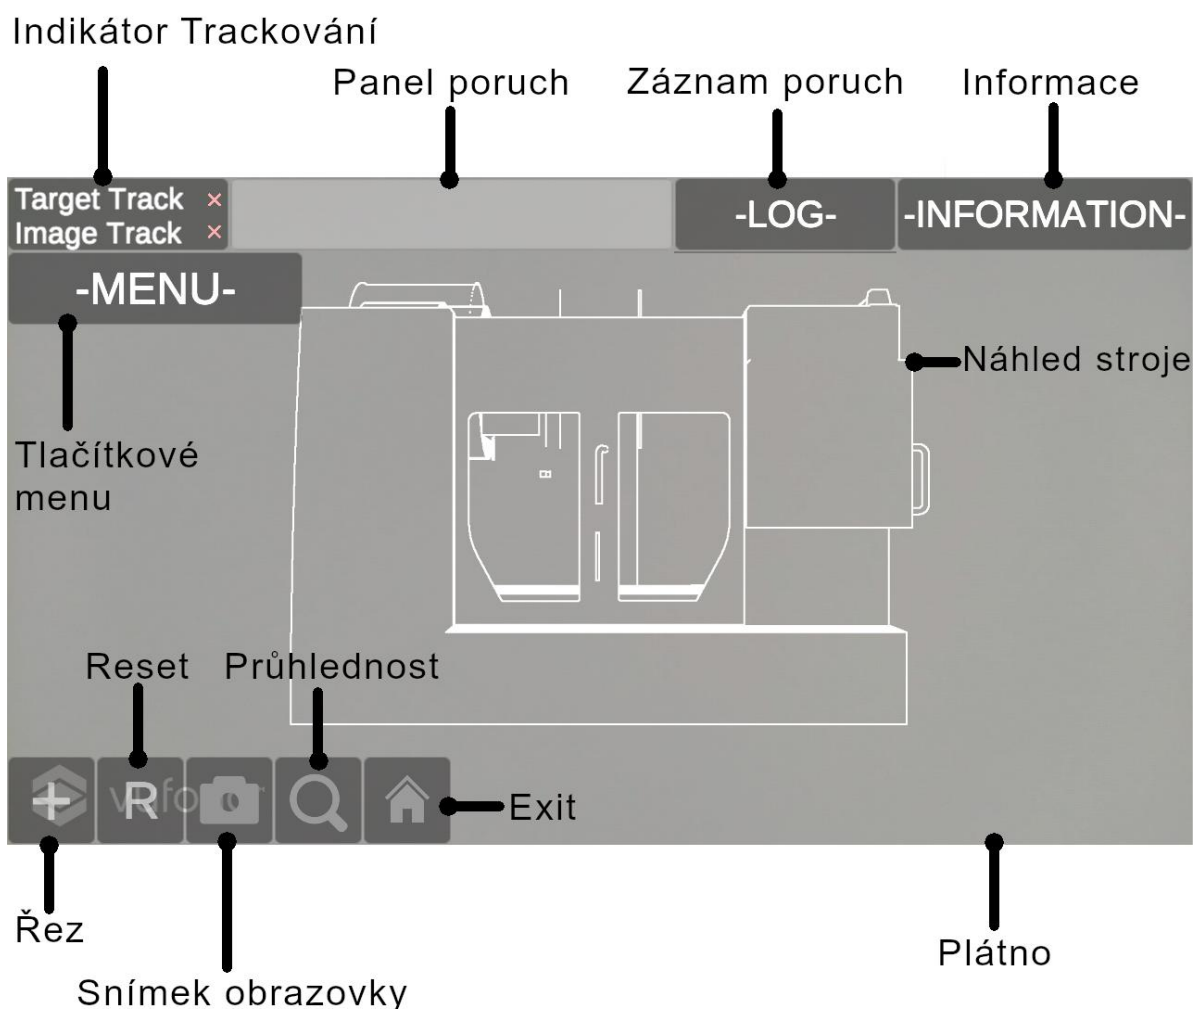 Indikátor Trackování
Panel poruch
Záznam poruch
Informace
Target Track ×
Image Track ×
-LOG-
-INFORMATION-
-MENU-
Náhled stroje
Tlačítkové
menu
Reset
Průhlednost
R
Exit
Řez
Plátno
Snímek obrazovky